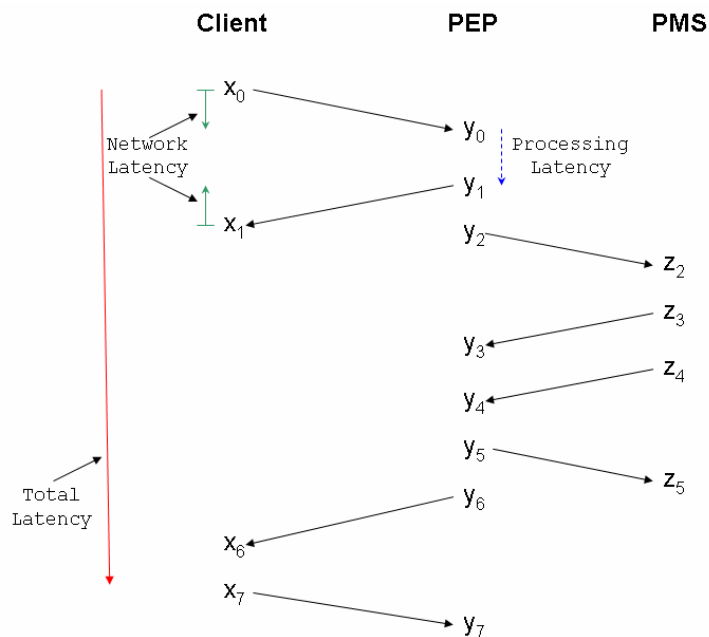 Client PEP PMS
x₀
y₀
Network
Latency
Processing
Latency
y₁
x₁
y₂
z₂
z₃
y₃
z₄
y₄
y₅
z₅
Total
Latency
y₆
x₆
x₇
y₇